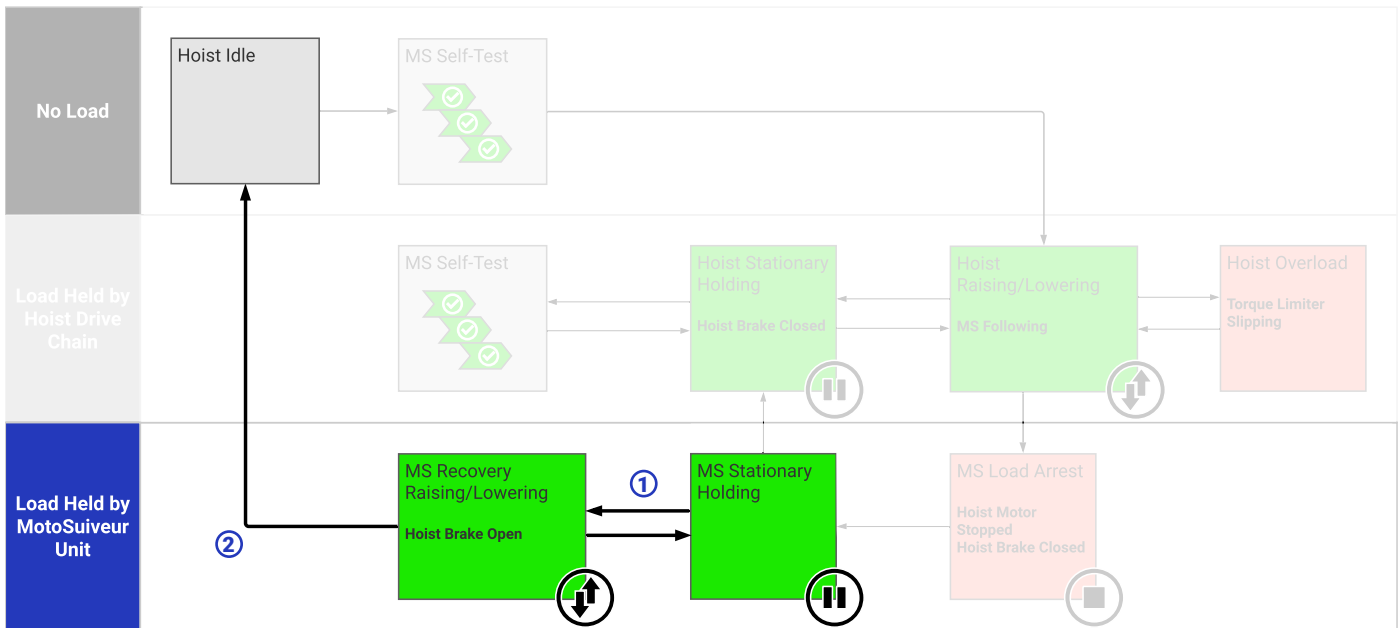 No Load
Hoist Idle
MS Self-Test
Load Held by
Hoist Drive
Chain
MS Self-Test
Hoist Stationary
Holding
Hoist Brake Closed
Hoist
Raising/Lowering
MS Following
Hoist Overload
Torque Limiter
Slipping
Load Held by
MotoSuiveur
Unit
2
MS Recovery
Raising/Lowering
Hoist Brake Open
1
MS Stationary
Holding
MS Load Arrest
Hoist Motor
Stopped
Hoist Brake Closed